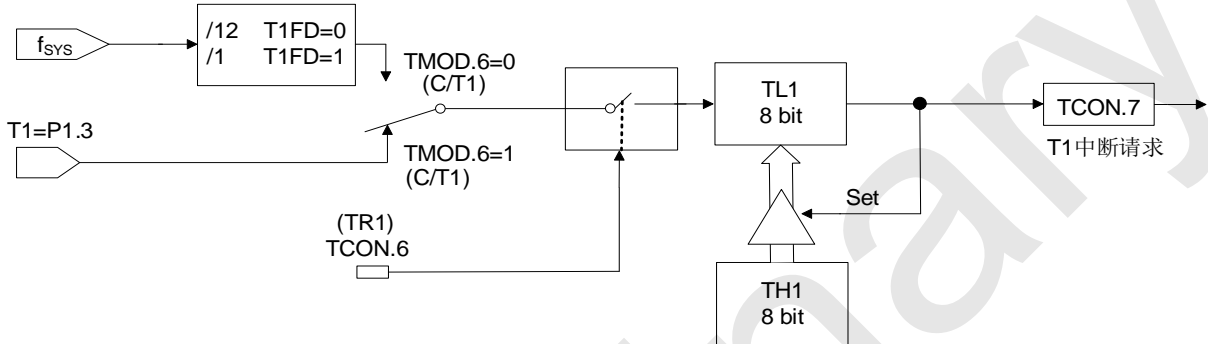 fSYS
/12 T1FD=0
/1 T1FD=1
TMOD.6=0
(C/T1)
T1=P1.3
TMOD.6=1
(C/T1)
(TR1)
TCON.6
TL1
8 bit
TCON.7
T1中断请求
Set
TH1
8 bit